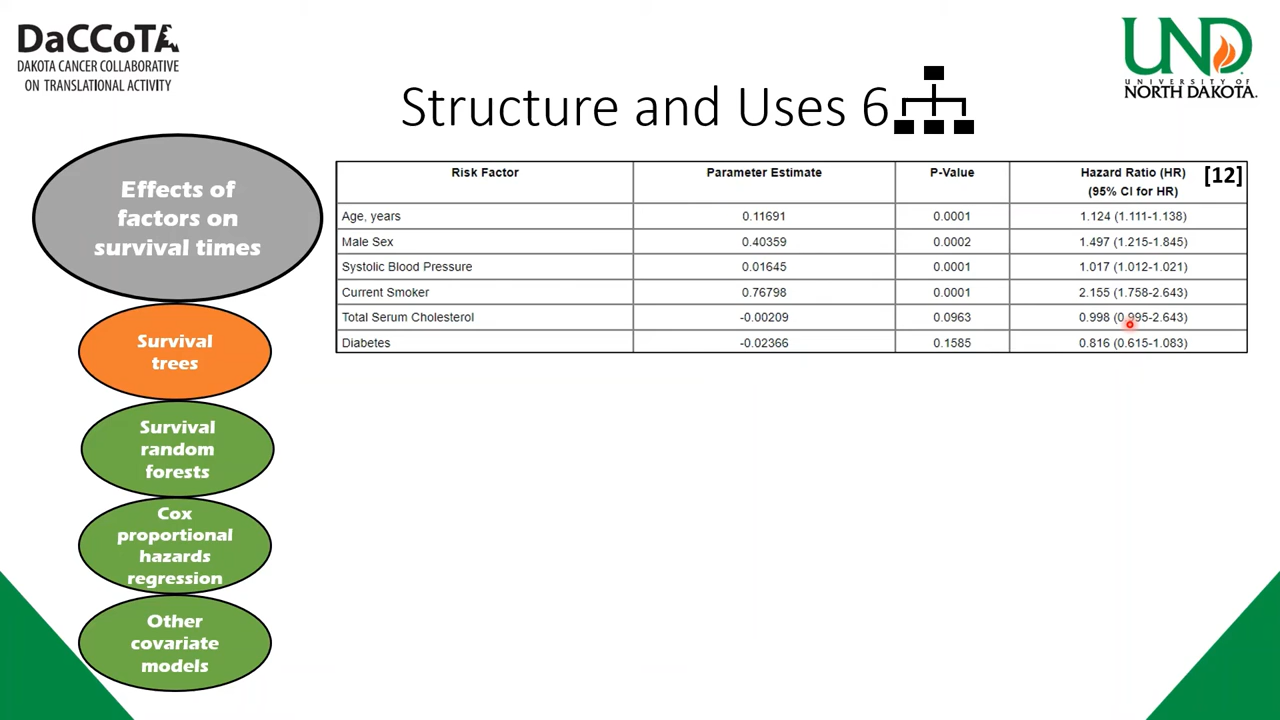 DaCCoTA
DAKOTA CANCER COLLABORATIVE
ON TRANSLATIONAL ACTIVITY
UND
UNIVERSITY OF
NORTH DAKOTA.
Structure and Uses 6
Effects of
factors on
survival times
Survival
trees
Survival
random
forests
Cox
proportional
hazards
regression
Other
covariate
models
Risk Factor Parameter Estimate P-Value Hazard Ratio (HR) [12]
(95% CI for HR)
Age, years 0.11691 0.0001 1.124 (1.111-1.138)
Male Sex 0.40359 0.0002 1.497 (1.215-1.845)
Systolic Blood Pressure 0.01645 0.0001 1.017 (1.012-1.021)
Current Smoker 0.76798 0.0001 2.155 (1.758-2.643)
Total Serum Cholesterol -0.00209 0.0963 0.998 (0.995-2.643)
Diabetes -0.02366 0.1585 0.816 (0.615-1.083)